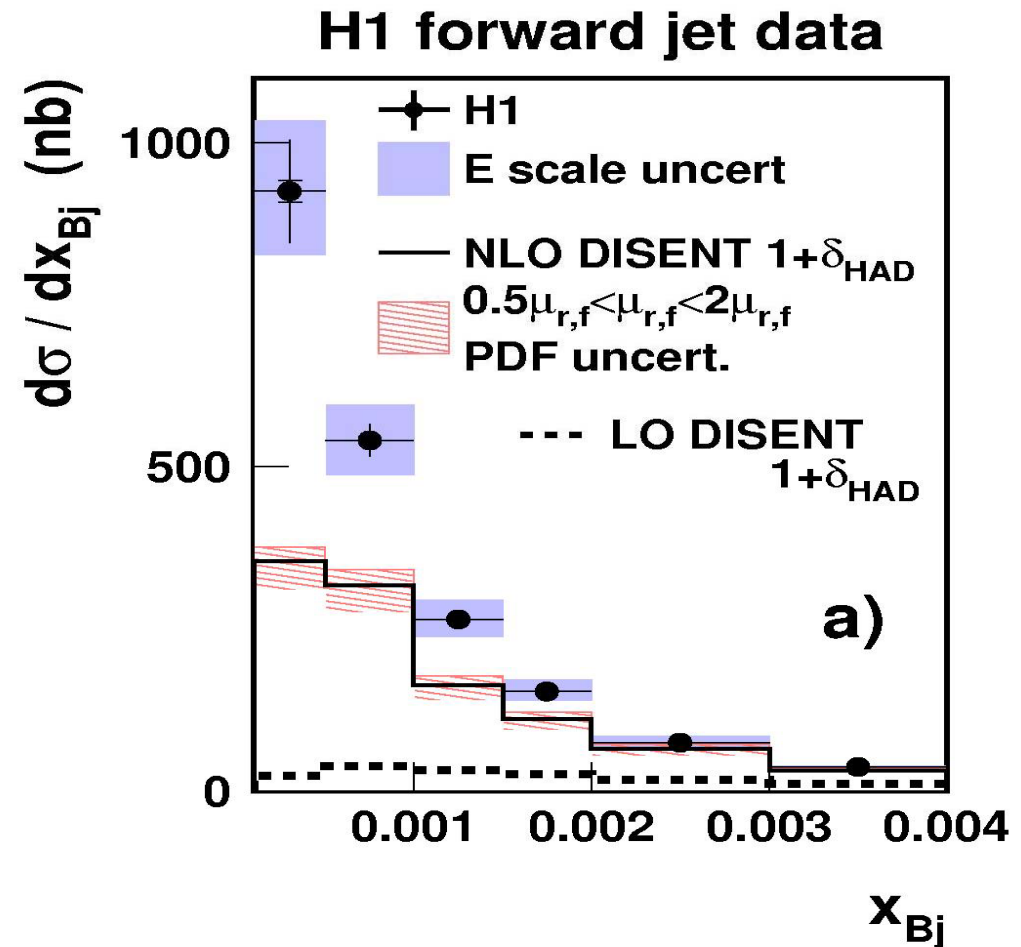 H1 forward jet data
dσ / dx_Bj (nb)
1000
500
0
H1
E scale uncert
NLO DISENT 1+δ_HAD
0.5μ_r,f<μ_r,f<2μ_r,f
PDF uncert.
LO DISENT
1+δ_HAD
a)
0.001 0.002 0.003 0.004
x_Bj